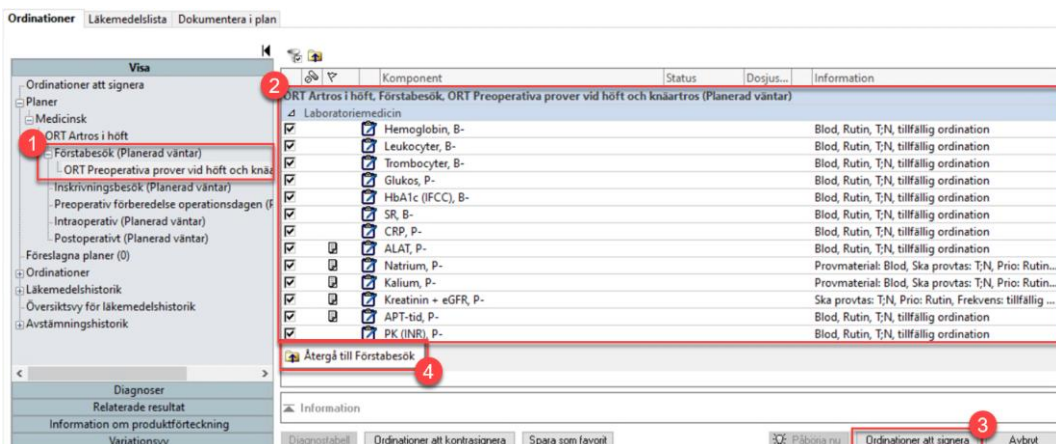 Ordinationer Läkemedelslista Dokumentera i plan
Visa
Ordinationer att signera
Planer
Medicinsk
ORT Artros i höft
1
Förstabesök (Planerad väntar)
ORT Preoperativa prover vid höft och knäa
Inskrivningsbesök (Planerad väntar)
Preoperativ förberedelse operationsdagen (P
Intraoperativ (Planerad väntar)
Postoperativt (Planerad väntar)
Föreslagna planer (0)
Ordinationer
Läkemedelshistorik
Översiktsvy för läkemedelshistorik
Avstämningshistorik
Diagnoser
Relaterade resultat
Information om produktförteckning
Variationsvy
2
Komponent Status Dosjus... Information
ORT Artros i höft, Förstabesök, ORT Preoperativa prover vid höft och knäartros (Planerad väntar)
Laboratoriemedicin
Hemoglobin, B- Blod, Rutin, T;N, tillfällig ordination
Leukocyter, B- Blod, Rutin, T;N, tillfällig ordination
Trombocyter, B- Blod, Rutin, T;N, tillfällig ordination
Glukos, P- Blod, Rutin, T;N, tillfällig ordination
HbA1c (IFCC), B- Blod, Rutin, T;N, tillfällig ordination
SR, B- Blod, Rutin, T;N, tillfällig ordination
CRP, P- Blod, Rutin, T;N, tillfällig ordination
ALAT, P- Blod, Rutin, T;N, tillfällig ordination
Natrium, P- Provmaterial: Blod, Ska provtas: T;N, Prio: Rutin...
Kalium, P- Provmaterial: Blod, Ska provtas: T;N, Prio: Rutin...
Kreatinin + eGFR, P- Ska provtas: T;N, Prio: Rutin, Frekvens: tillfällig ...
APT-tid, P- Blod, Rutin, T;N, tillfällig ordination
PK (INR), P- Blod, Rutin, T;N, tillfällig ordination
Återgå till Förstabesök
4
Information
3
Diagnostabell Ordinationer att kontrasignera Spara som favorit Påbörja nu Ordinationer att signera Avbryt